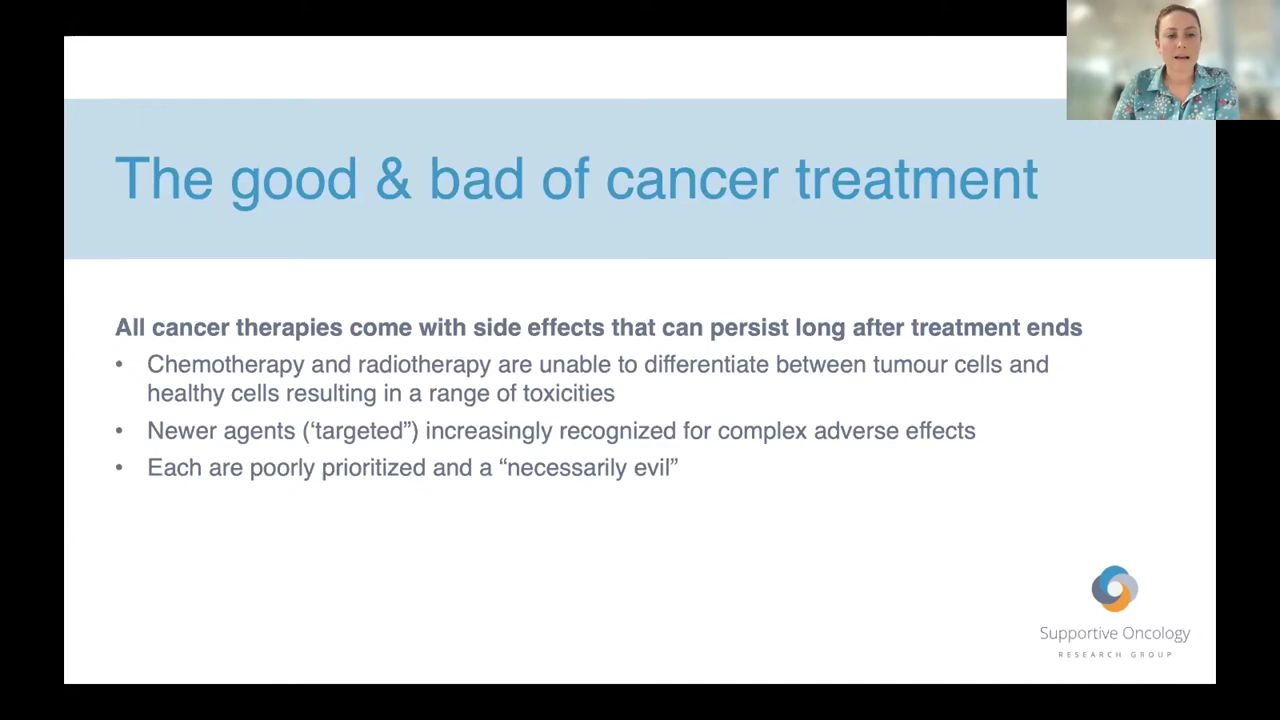 The good & bad of cancer treatment
All cancer therapies come with side effects that can persist long after treatment ends
• Chemotherapy and radiotherapy are unable to differentiate between tumour cells and
healthy cells resulting in a range of toxicities
• Newer agents (‘targeted”) increasingly recognized for complex adverse effects
• Each are poorly prioritized and a “necessarily evil”
Supportive Oncology
RESEARCH GROUP